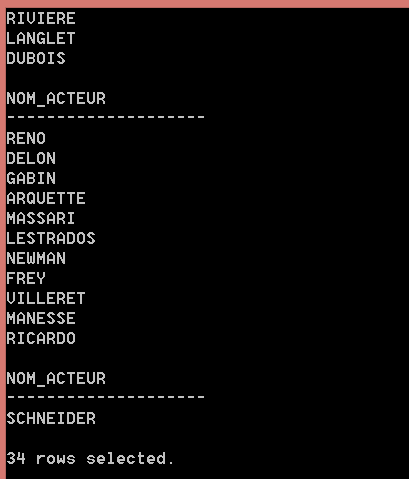 RIVIERE
LANGLET
DUBOIS
NOM_ACTEUR
--------------------
RENO
DELON
GABIN
ARQUETTE
MASSARI
LESTRADOS
NEWMAN
FREY
VILLERET
MANESSE
RICARDO
NOM_ACTEUR
--------------------
SCHNEIDER
34 rows selected.